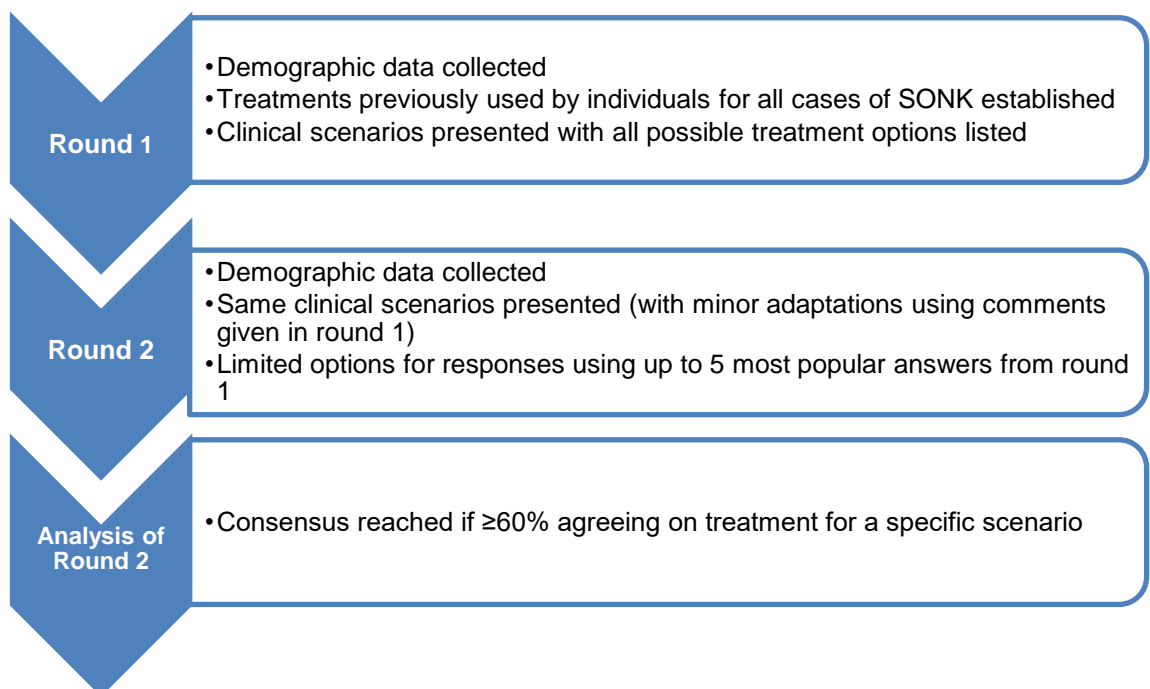 Round 1
•Demographic data collected
•Treatments previously used by individuals for all cases of SONK established
•Clinical scenarios presented with all possible treatment options listed
Round 2
•Demographic data collected
•Same clinical scenarios presented (with minor adaptations using comments
given in round 1)
•Limited options for responses using up to 5 most popular answers from round
1
Analysis of
Round 2
•Consensus reached if ≥60% agreeing on treatment for a specific scenario